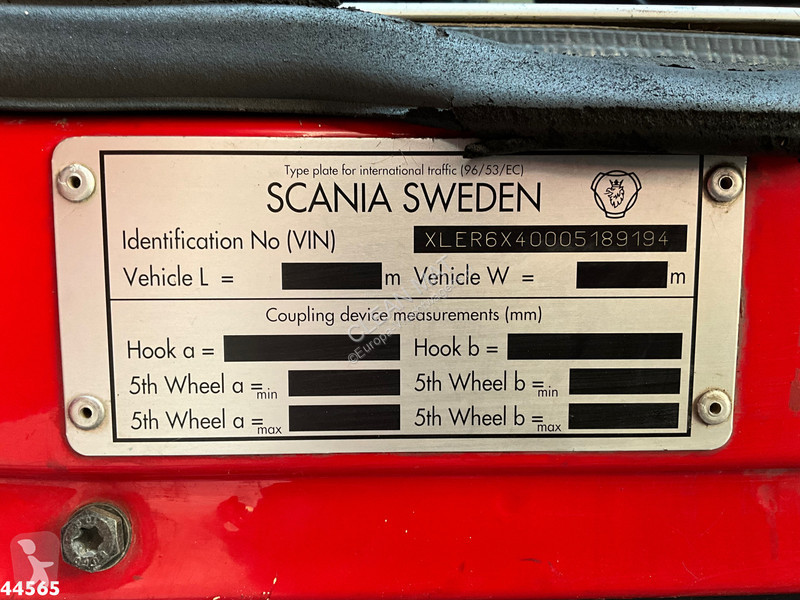 Type plate for international traffic (96/53/EC)
SCANIA SWEDEN
Identification No (VIN) XLER6X40005189194
Vehicle L = m Vehicle W = m
Coupling device measurements (mm)
Hook a = Hook b =
5th Wheel a =min 5th Wheel b =min
5th Wheel a =max 5th Wheel b =max
44565